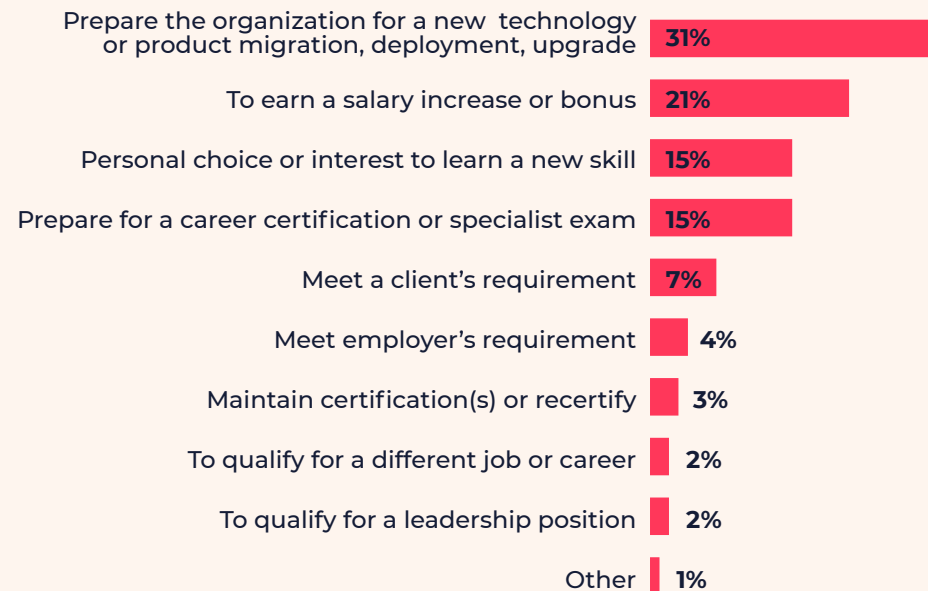 Prepare the organization for a new technology
or product migration, deployment, upgrade
31%
To earn a salary increase or bonus 21%
Personal choice or interest to learn a new skill 15%
Prepare for a career certification or specialist exam 15%
Meet a client’s requirement 7%
Meet employer’s requirement 4%
Maintain certification(s) or recertify 3%
To qualify for a different job or career 2%
To qualify for a leadership position 2%
Other 1%